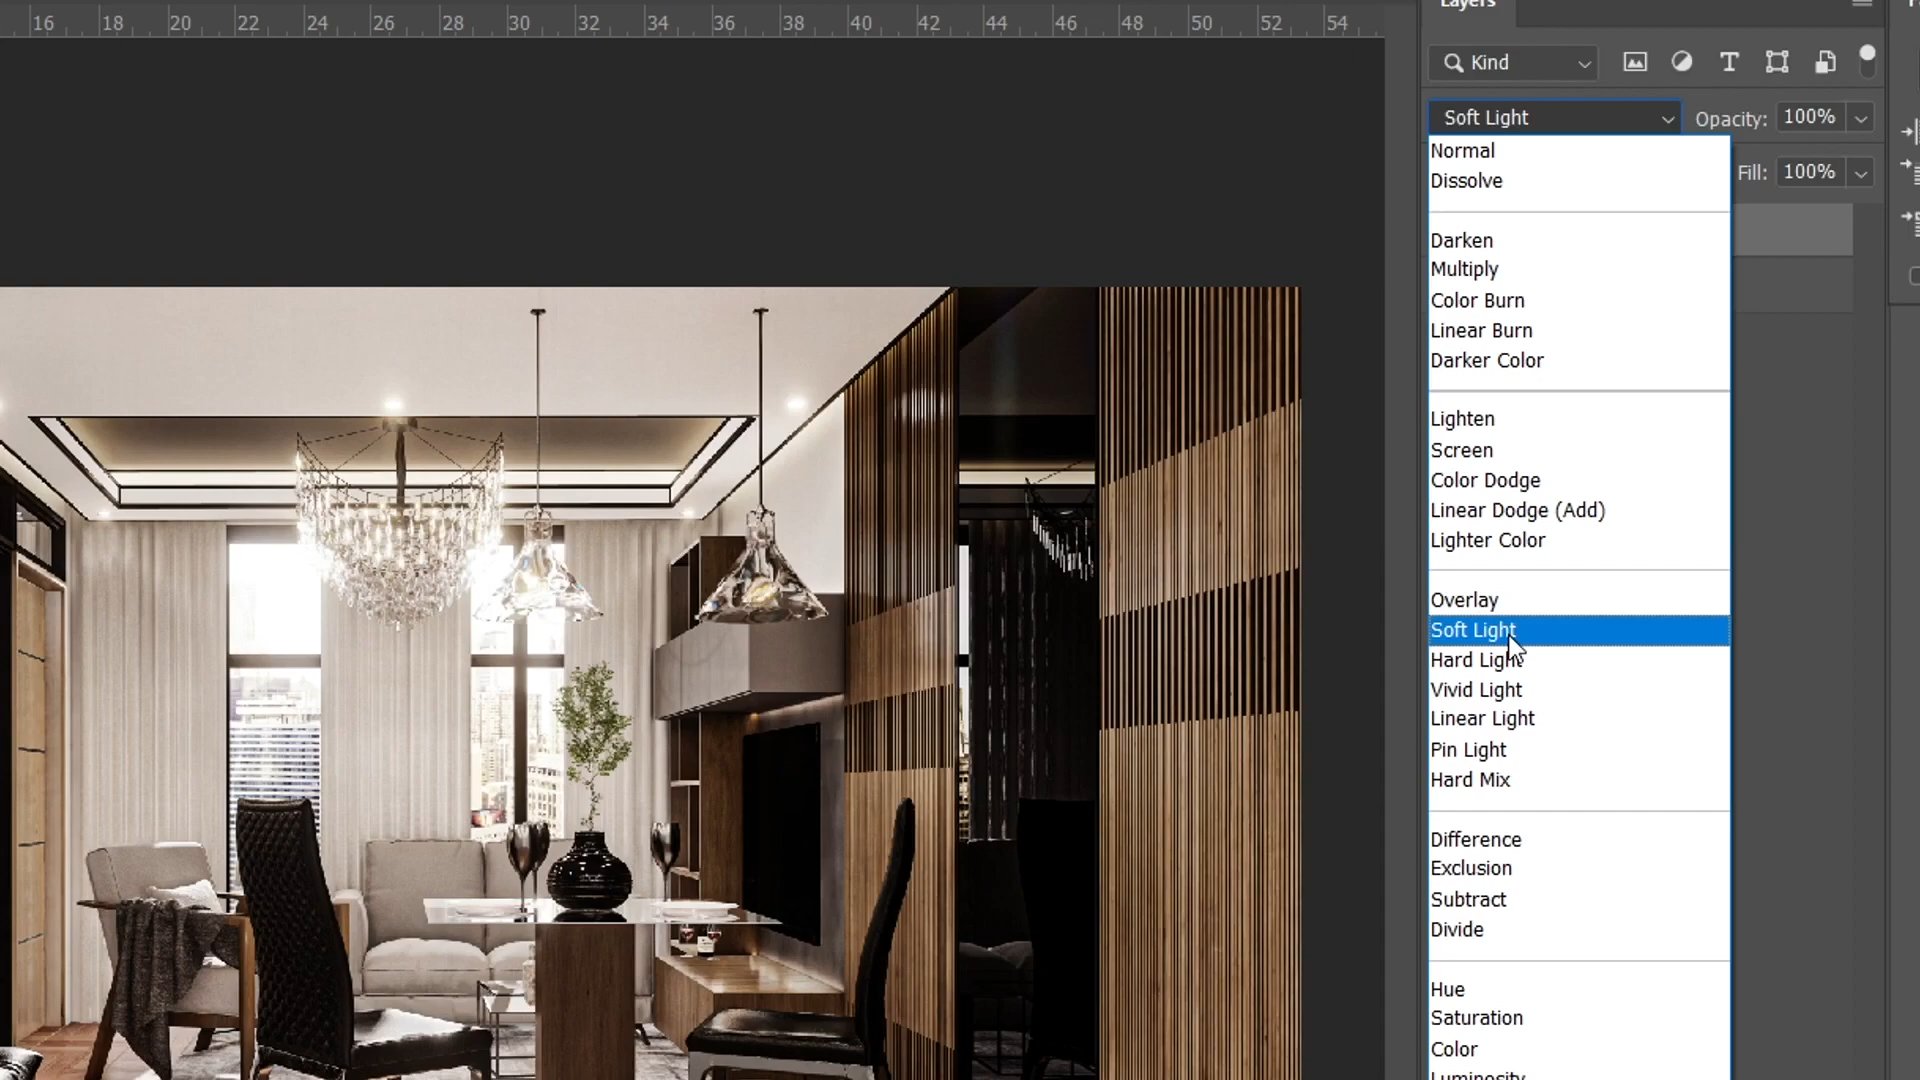 16 18 20 22 24 26 28 30 32 34 36 38 40 42 44 46 48 50 52 54
Layers
Kind
Soft Light Opacity: 100%
Normal
Fill: 100%
Dissolve
Darken
Multiply
Color Burn
Linear Burn
Darker Color
Lighten
Screen
Color Dodge
Linear Dodge (Add)
Lighter Color
Overlay
Soft Light
Hard Light
Vivid Light
Linear Light
Pin Light
Hard Mix
Difference
Exclusion
Subtract
Divide
Hue
Saturation
Color
Luminosity